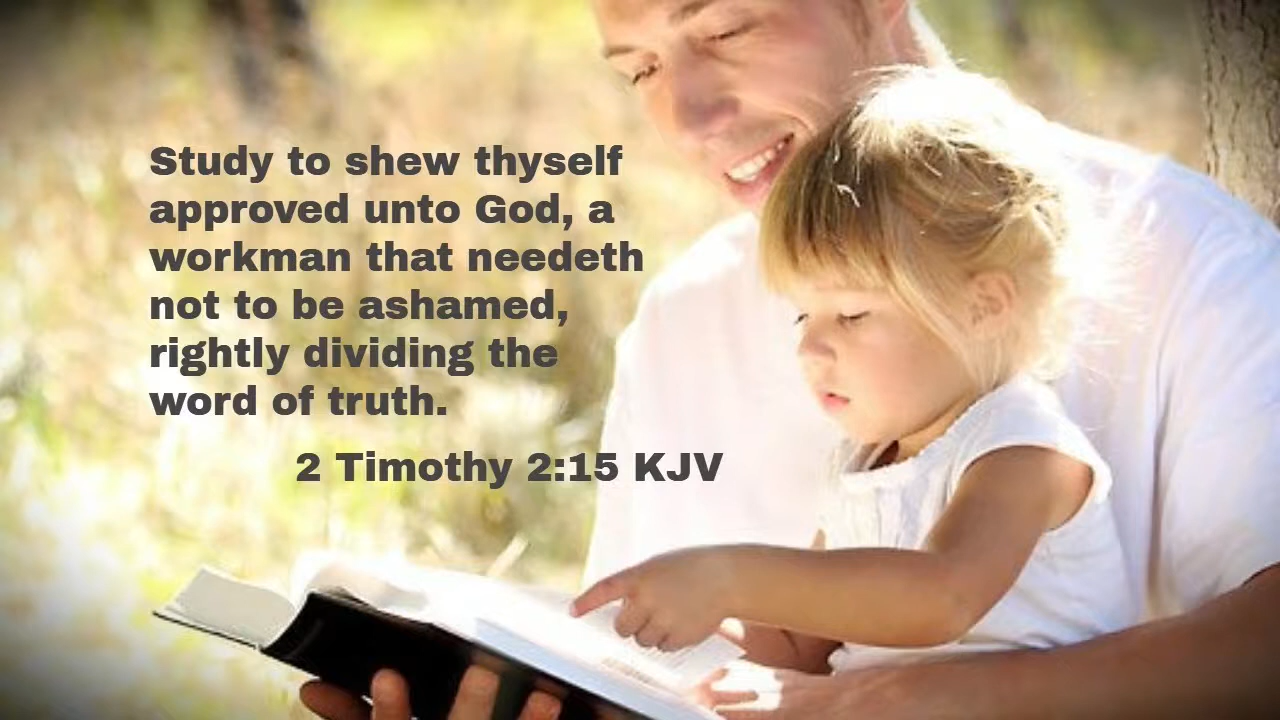 Study to shew thyself
approved unto God, a
workman that needeth
not to be ashamed,
rightly dividing the
word of truth.
2 Timothy 2:15 KJV